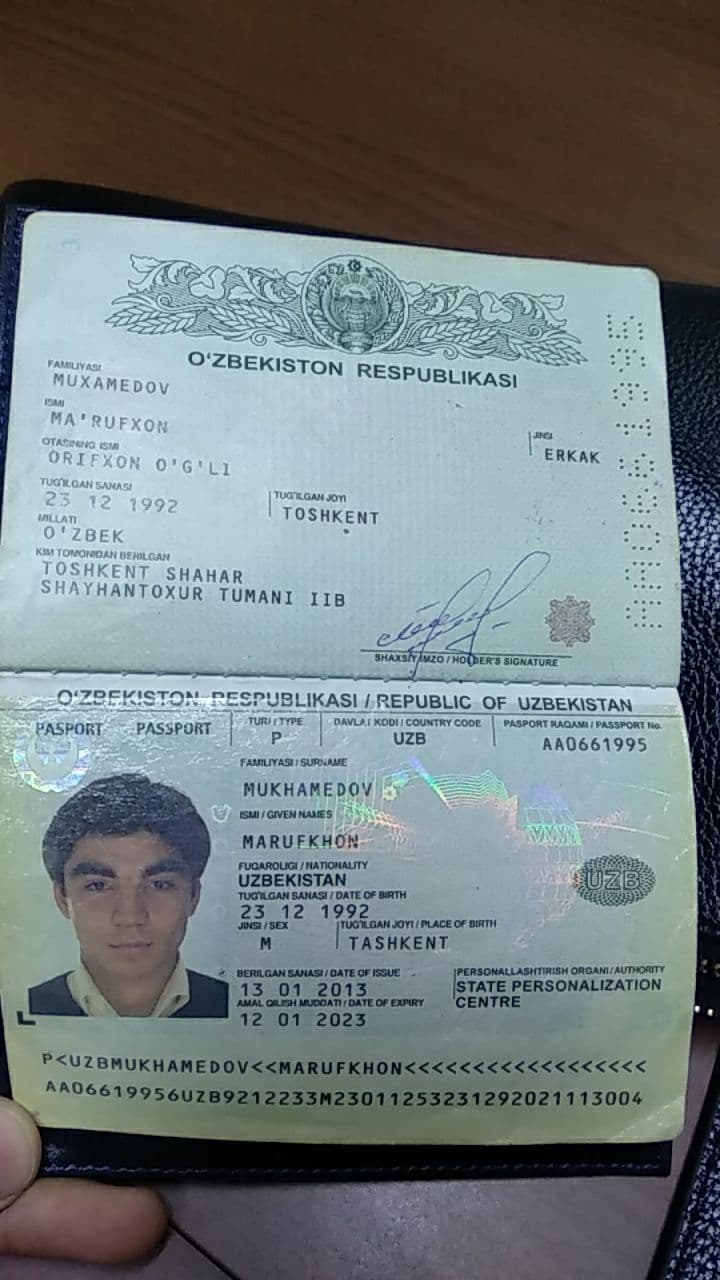 O‘ZBEKISTON RESPUBLIKASI
FAMILIYASI
MUXAMEDOV
ISMI
MA'RUFXON
JINSI
ERKAK
OTASINING ISMI
ORIFXON O'G'LI
TUG'ILGAN SANASI
23 12 1992
TUG'ILGAN JOYI
TOSHKENT
MILLATI
O'ZBEK
KIM TOMONIDAN BERILGAN
TOSHKENT SHAHAR
SHAYHANTOXUR TUMANI IIB
SHAXSIY IMZO / HOLDER'S SIGNATURE
O‘ZBEKISTON RESPUBLIKASI / REPUBLIC OF UZBEKISTAN
PASPORT PASSPORT
TURI / TYPE
P
DAVLAT KODI / COUNTRY CODE
UZB
PASPORT RAQAMI / PASSPORT No.
AA0661995
FAMILIYASI / SURNAME
MUKHAMEDOV
ISMI / GIVEN NAMES
MARUFKHON
FUQAROLIGI / NATIONALITY
UZBEKISTAN
UZB
TUG'ILGAN SANASI / DATE OF BIRTH
23 12 1992
JINSI / SEX
M
TUG'ILGAN JOYI / PLACE OF BIRTH
TASHKENT
BERILGAN SANASI / DATE OF ISSUE
13 01 2013
AMAL QILISH MUDDATI / DATE OF EXPIRY
12 01 2023
PERSONALLASHTIRISH ORGANI / AUTHORITY
STATE PERSONALIZATION
CENTRE
P<UZBMUKHAMEDOV<<MARUFKHON<<<<<<<<<<<<<<<<<<
AA06619956UZB9212233M23011253231292021113004